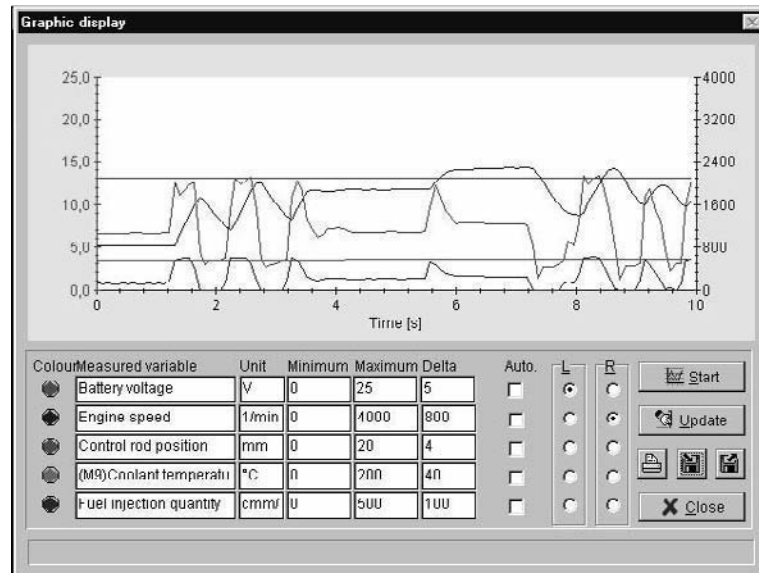 Graphic display
25,0 4000
20,0 3200
15,0 2400
10,0 1600
5,0 800
0,0 0
0 2 4 6 8 10
Time [s]
Colour Measured variable Unit Minimum Maximum Delta Auto. L R
Battery voltage V 0 25 5
Engine speed 1/min 0 4000 800
Control rod position mm 0 20 4
(M9)Coolant temperatu °C 0 200 40
Fuel injection quantity cmm/ 0 500 100
Start
Update
Close